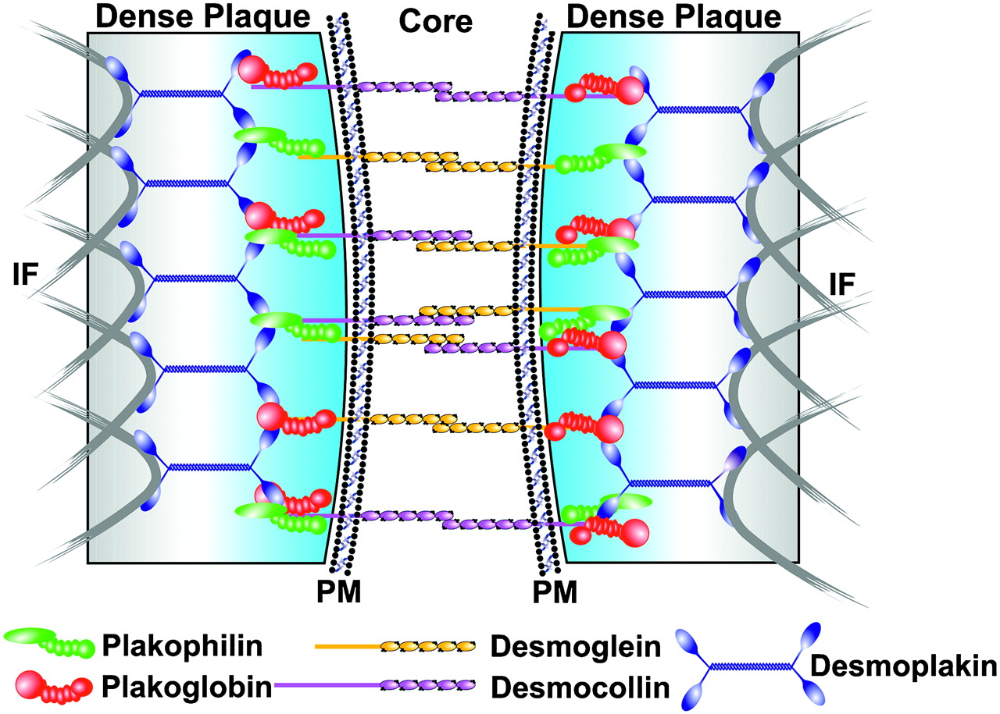 Dense Plaque
Core
Dense Plaque
IF
IF
PM
PM
Plakophilin
Desmoglein
Desmoplakin
Plakoglobin
Desmocollin